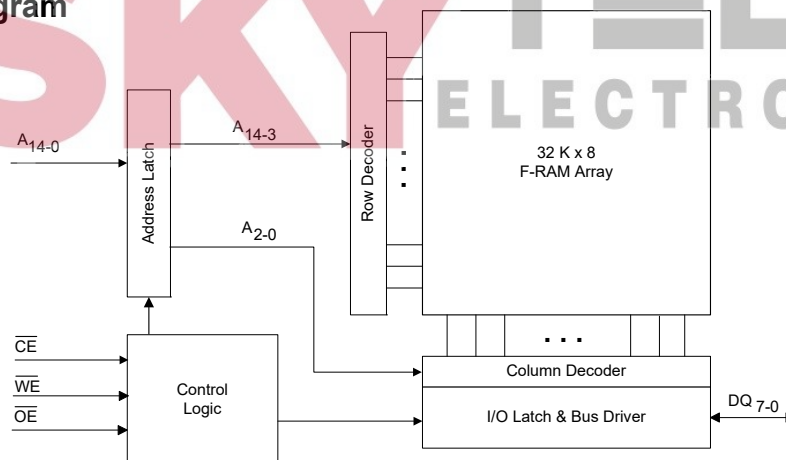 gram
SKY
ELECTRO
A14-0
Address Latch
A14-3
A2-0
Row Decoder
32 K x 8
F-RAM Array
CE
WE
OE
Control
Logic
Column Decoder
I/O Latch & Bus Driver
DQ 7-0